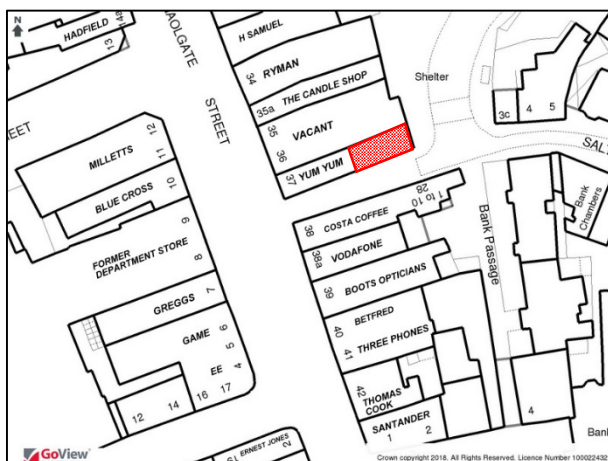 N
HADFIELD
13
14a
AOLGATE
STREET
H SAMUEL
34
RYMAN
35a
THE CANDLE SHOP
35
36
VACANT
37
YUM YUM
Shelter
3c
4
5
SALT
EET
12
11
MILLETTS
10
BLUE CROSS
9
8
FORMER
DEPARTMENT STORE
7
GREGGS
6
5
GAME
4
EE
12
14
16
17
38
COSTA COFFEE
28
1 to 10
38a
VODAFONE
39
BOOTS OPTICIANS
40
BETFRED
41
THREE PHONES
42
THOMAS
COOK
SANTANDER
1
2
Bank Passage
Bank
Chambers
4
Bank
ERNEST JONES
2
GoView
Crown copyright 2018. All Rights Reserved. Licence Number 100022432